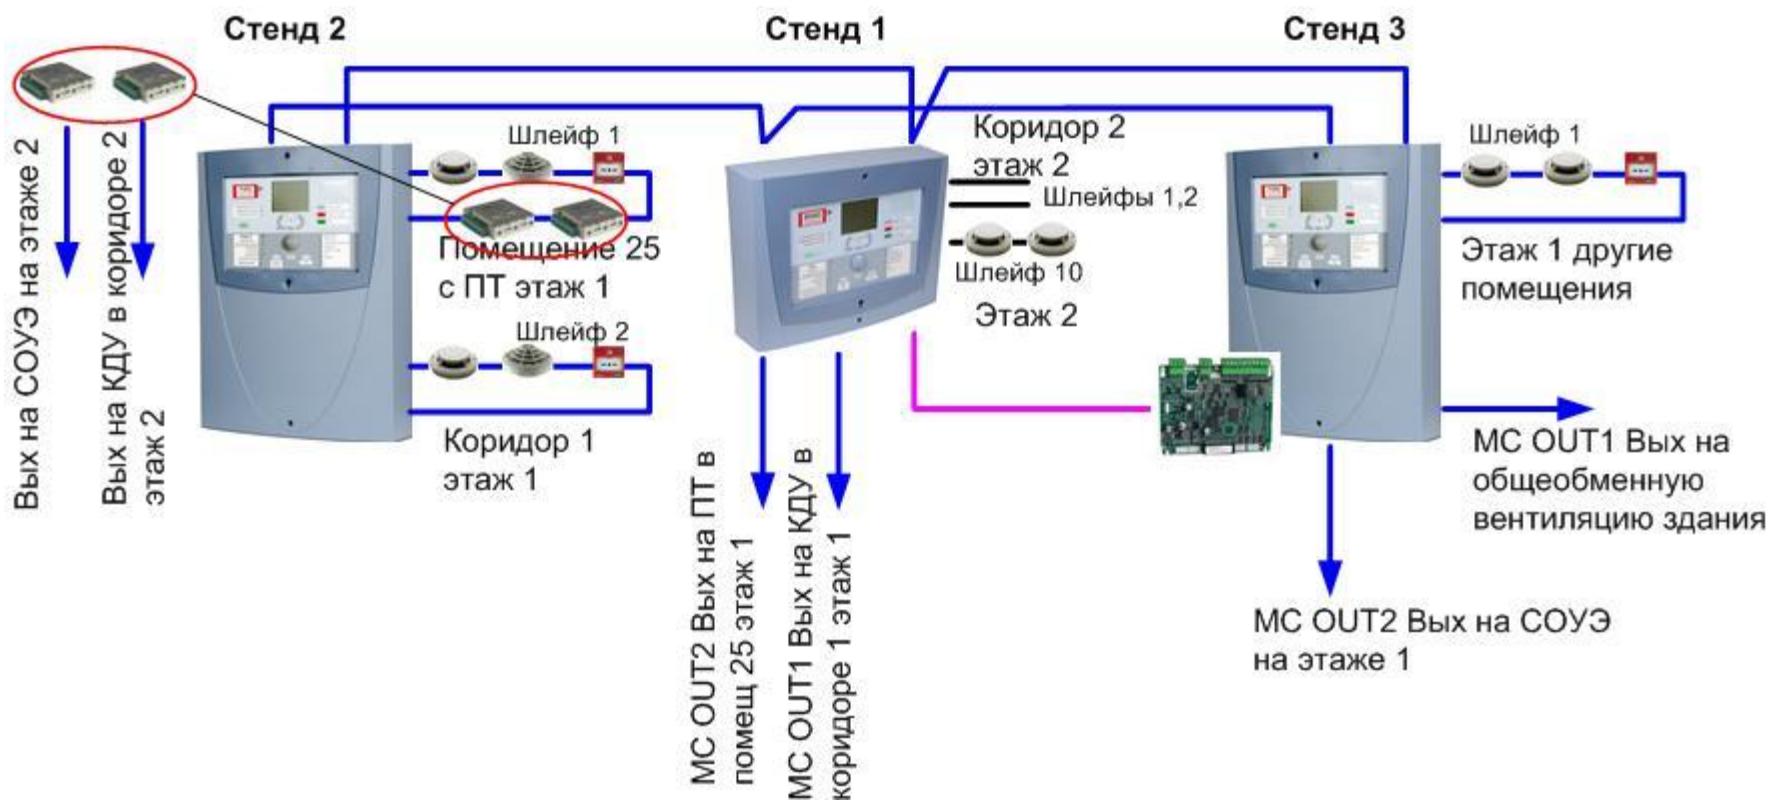 Стенд 2
Стенд 1
Стенд 3
Вых на СОУЭ на этаже 2
Вых на КДУ в коридоре 2
этаж 2
Шлейф 1
Помещение 25
с ПТ этаж 1
Шлейф 2
Коридор 1
этаж 1
Коридор 2
этаж 2
Шлейфы 1,2
Шлейф 10
Этаж 2
МС OUT2 Вых на ПТ в
помещ 25 этаж 1
МС OUT1 Вых на КДУ в
коридоре 1 этаж 1
Шлейф 1
Этаж 1 другие
помещения
МС OUT1 Вых на
общеобменную
вентиляцию здания
МС OUT2 Вых на СОУЭ
на этаже 1